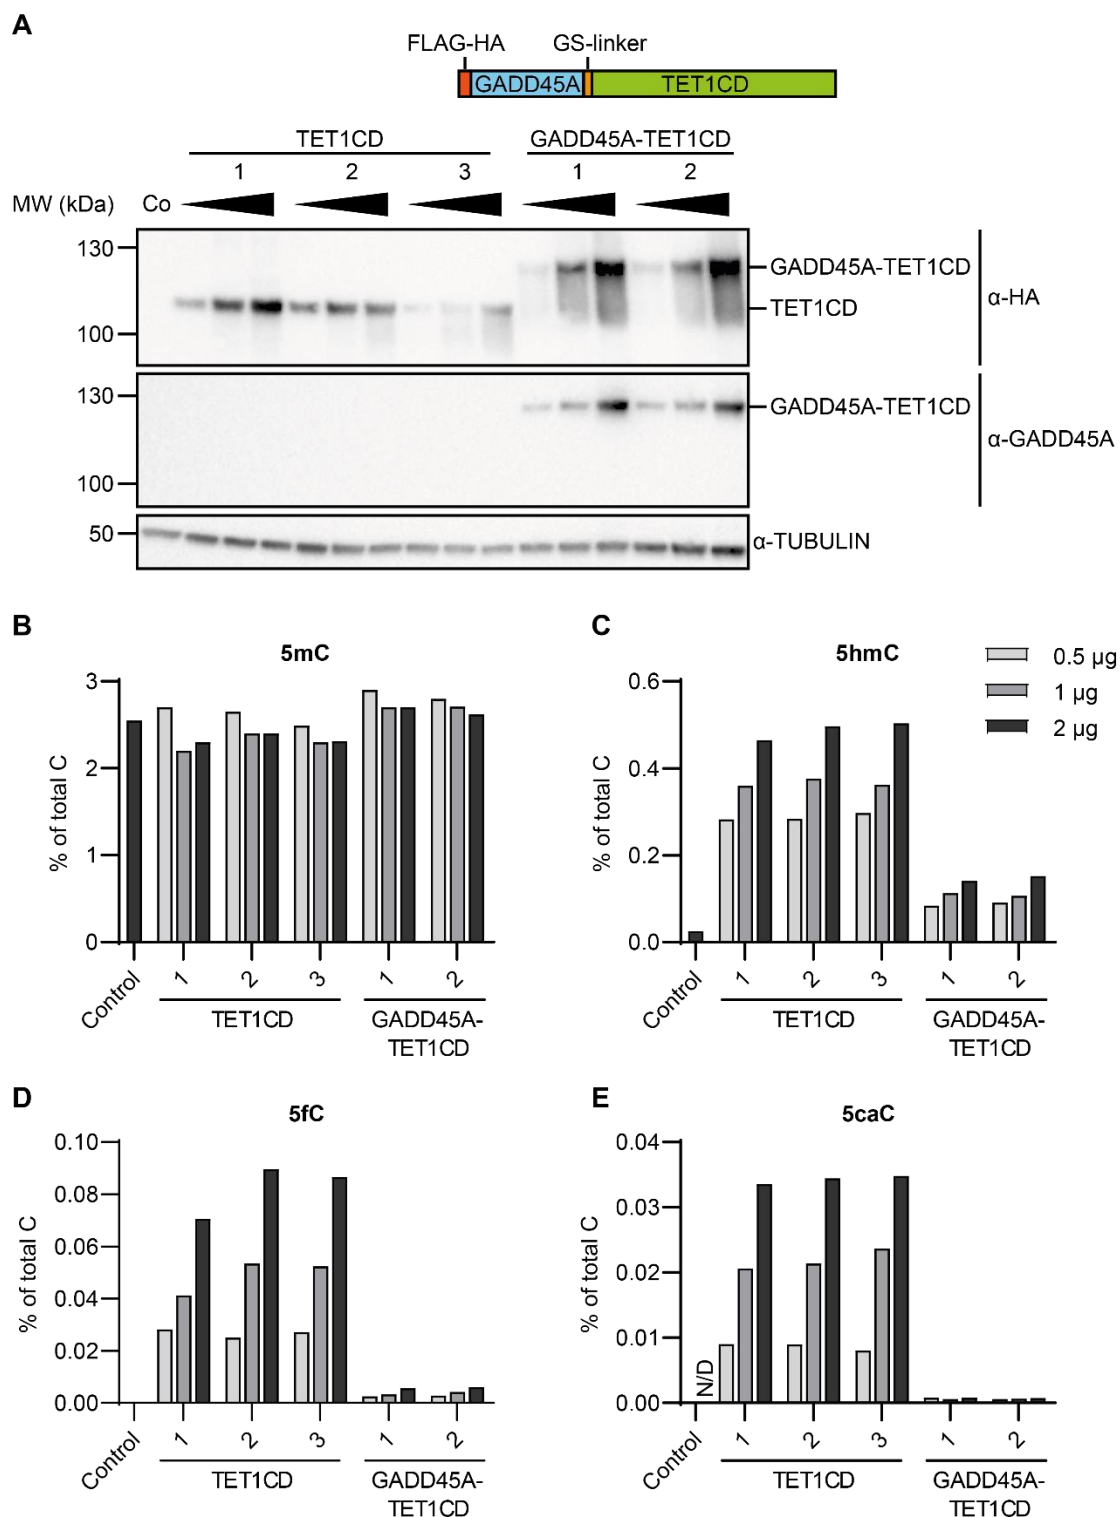 A
FLAG-HA GS-linker
GADD45A TET1CD
TET1CD GADD45A-TET1CD
1 2 3 1 2
MW (kDa) Co
130
GADD45A-TET1CD
TET1CD
100
α-HA
130
GADD45A-TET1CD
100
α-GADD45A
50
α-TUBULIN
B
5mC
3
2
1
0
% of total C
Control 1 2 3 1 2
TET1CD GADD45A-
TET1CD
C
5hmC
0.5 µg
1 µg
2 µg
0.6
0.4
0.2
0.0
% of total C
Control 1 2 3 1 2
TET1CD GADD45A-
TET1CD
D
5fC
0.10
0.08
0.06
0.04
0.02
0.00
% of total C
Control 1 2 3 1 2
TET1CD GADD45A-
TET1CD
E
5caC
0.04
0.03
0.02
0.01
0.00
% of total C
N/D
Control 1 2 3 1 2
TET1CD GADD45A-
TET1CD